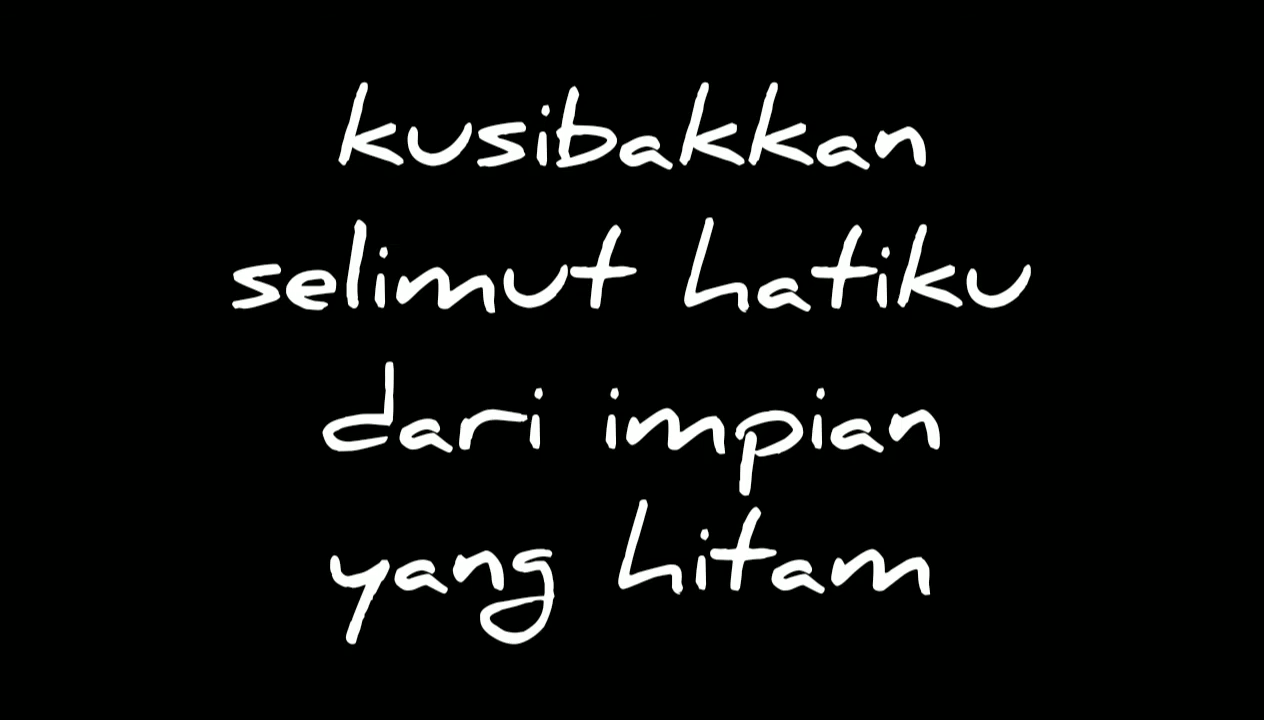 kusibakkan
selimut hatiku
dari impian
yang hitam